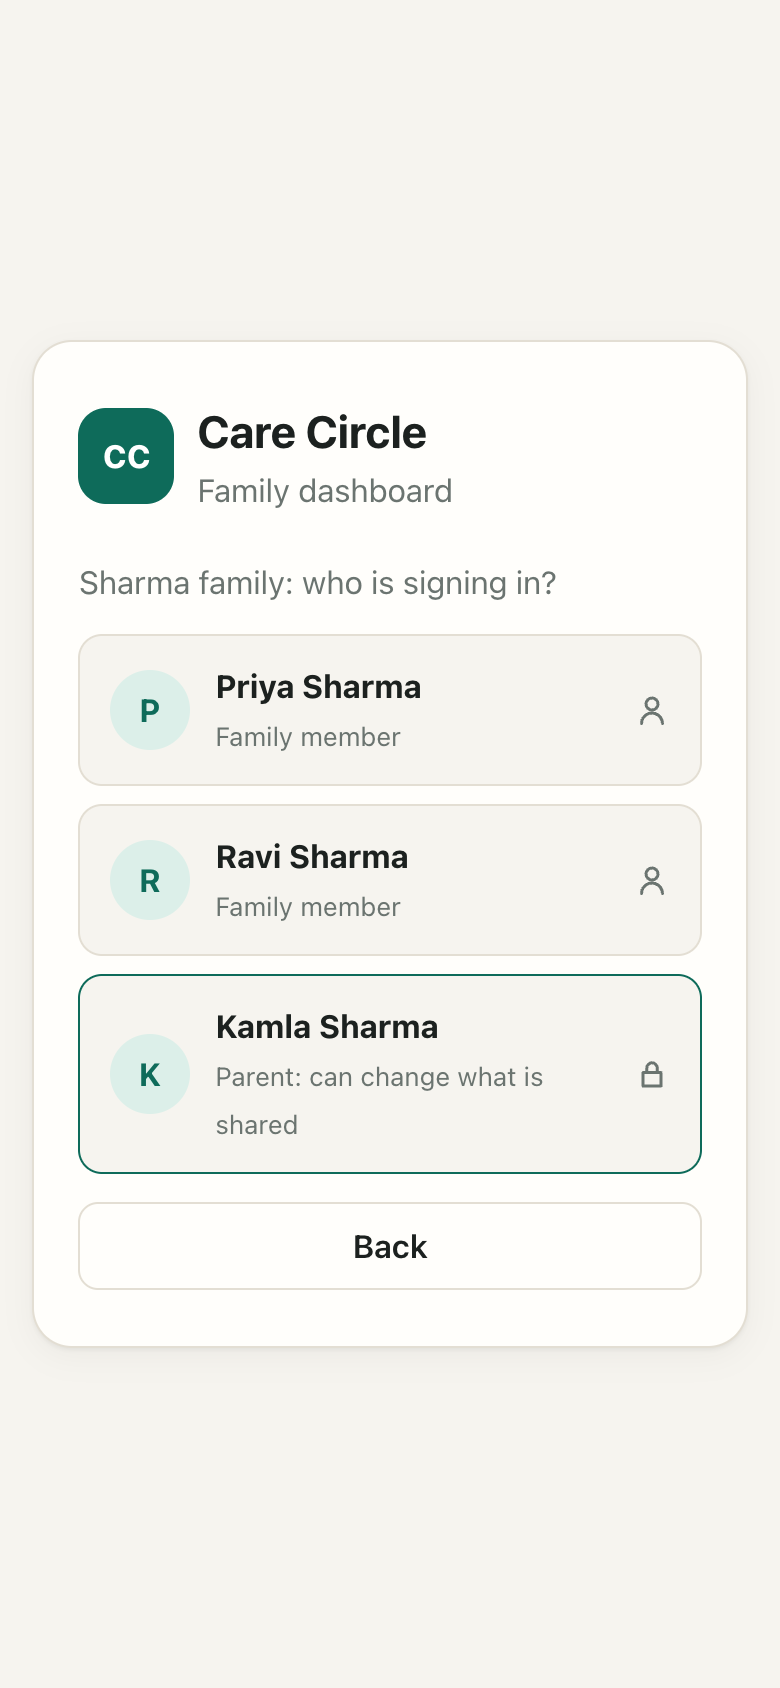 CC
Care Circle
Family dashboard
Sharma family: who is signing in?
P
Priya Sharma
Family member
R
Ravi Sharma
Family member
K
Kamla Sharma
Parent: can change what is
shared
Back